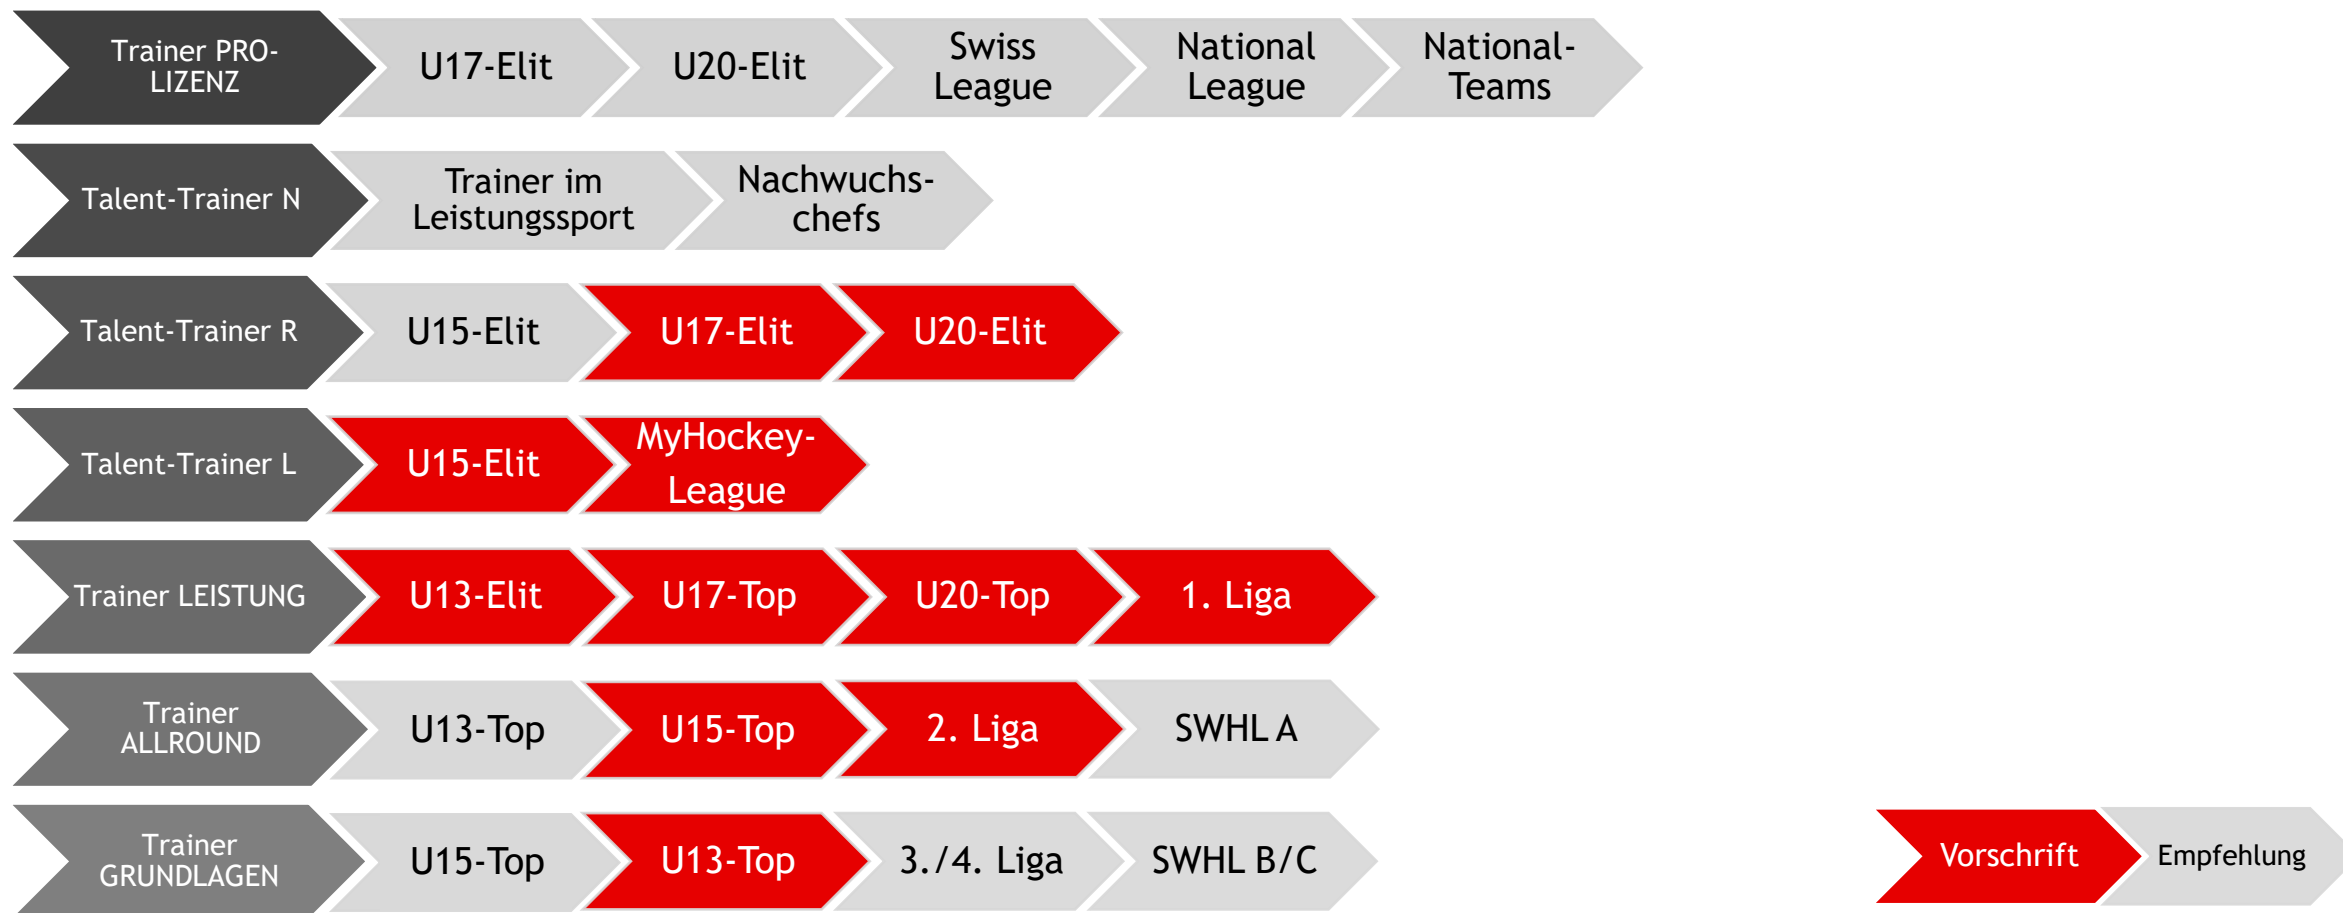 Trainer PRO-
LIZENZ
U17-Elit
U20-Elit
Swiss
League
National
League
National-
Teams
Talent-Trainer N
Trainer im
Leistungssport
Nachwuchs-
chefs
Talent-Trainer R
U15-Elit
U17-Elit
U20-Elit
Talent-Trainer L
U15-Elit
MyHockey-
League
Trainer LEISTUNG
U13-Elit
U17-Top
U20-Top
1. Liga
Trainer
ALLROUND
U13-Top
U15-Top
2. Liga
SWHL A
Trainer
GRUNDLAGEN
U15-Top
U13-Top
3./4. Liga
SWHL B/C
Vorschrift
Empfehlung